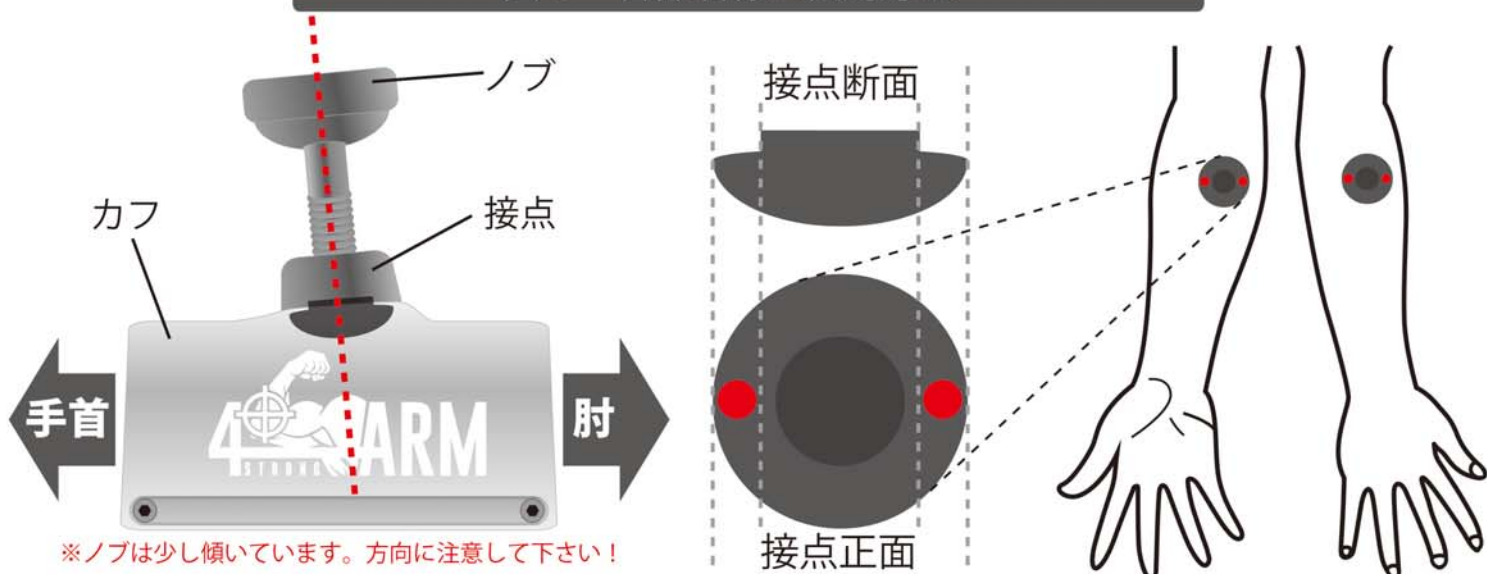 ノブ
接点
カフ
手首
肘
4 ARM
STRONG
※ノブは少し傾いています。方向に注意して下さい！
接点断面
接点正面